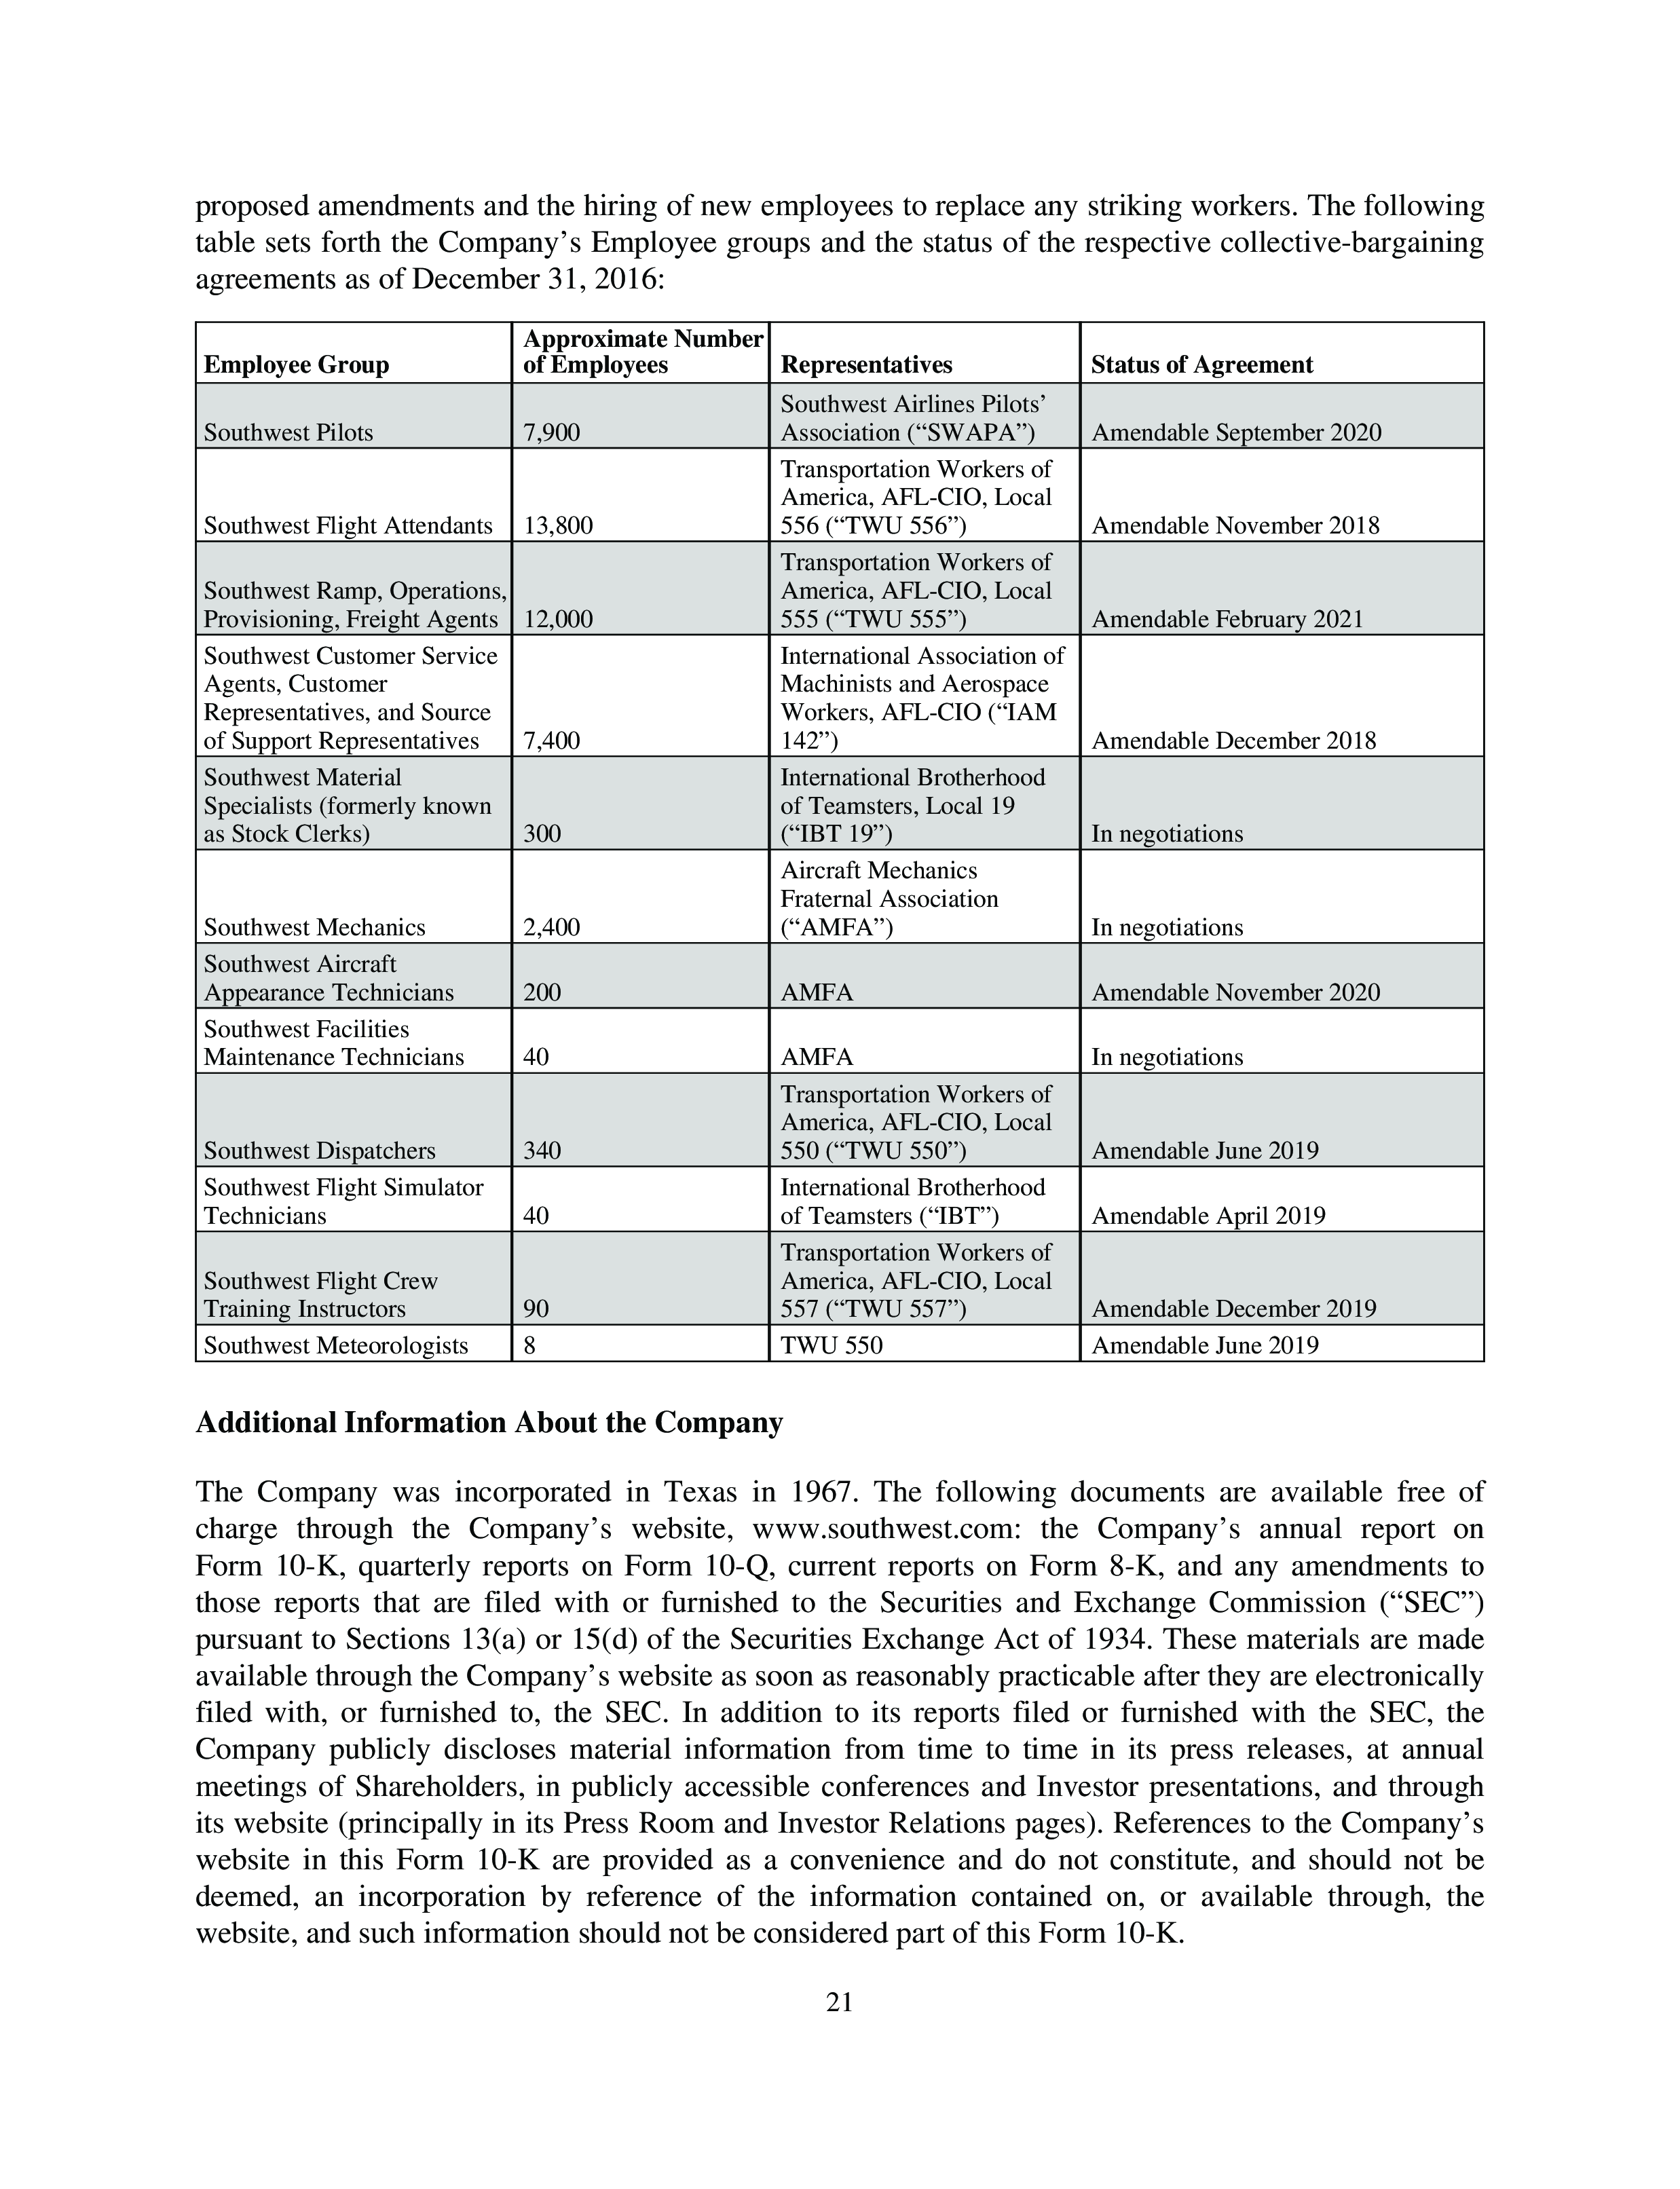 proposed amendments and the hiring of new employees to replace any striking workers. The following
table sets forth the Company’s Employee groups and the status of the respective collective-bargaining
agreements as of December 31, 2016:
Employee Group
Approximate Number
of Employees
Representatives
Status of Agreement
Southwest Pilots
7,900
Southwest Airlines Pilots’
Association (“SWAPA”)
Amendable September 2020
Southwest Flight Attendants
13,800
Transportation Workers of
America, AFL-CIO, Local
556 (“TWU 556”)
Amendable November 2018
Southwest Ramp, Operations,
Provisioning, Freight Agents
12,000
Transportation Workers of
America, AFL-CIO, Local
555 (“TWU 555”)
Amendable February 2021
Southwest Customer Service
Agents, Customer
Representatives, and Source
of Support Representatives
7,400
International Association of
Machinists and Aerospace
Workers, AFL-CIO (“IAM
142”)
Amendable December 2018
Southwest Material
Specialists (formerly known
as Stock Clerks)
300
International Brotherhood
of Teamsters, Local 19
(“IBT 19”)
In negotiations
Southwest Mechanics
2,400
Aircraft Mechanics
Fraternal Association
(“AMFA”)
In negotiations
Southwest Aircraft
Appearance Technicians
200
AMFA
Amendable November 2020
Southwest Facilities
Maintenance Technicians
40
AMFA
In negotiations
Southwest Dispatchers
340
Transportation Workers of
America, AFL-CIO, Local
550 (“TWU 550”)
Amendable June 2019
Southwest Flight Simulator
Technicians
40
International Brotherhood
of Teamsters (“IBT”)
Amendable April 2019
Southwest Flight Crew
Training Instructors
90
Transportation Workers of
America, AFL-CIO, Local
557 (“TWU 557”)
Amendable December 2019
Southwest Meteorologists
8
TWU 550
Amendable June 2019
Additional Information About the Company
The Company was incorporated in Texas in 1967. The following documents are available free of
charge through the Company’s website, www.southwest.com: the Company’s annual report on
Form 10-K, quarterly reports on Form 10-Q, current reports on Form 8-K, and any amendments to
those reports that are filed with or furnished to the Securities and Exchange Commission (“SEC”)
pursuant to Sections 13(a) or 15(d) of the Securities Exchange Act of 1934. These materials are made
available through the Company’s website as soon as reasonably practicable after they are electronically
filed with, or furnished to, the SEC. In addition to its reports filed or furnished with the SEC, the
Company publicly discloses material information from time to time in its press releases, at annual
meetings of Shareholders, in publicly accessible conferences and Investor presentations, and through
its website (principally in its Press Room and Investor Relations pages). References to the Company’s
website in this Form 10-K are provided as a convenience and do not constitute, and should not be
deemed, an incorporation by reference of the information contained on, or available through, the
website, and such information should not be considered part of this Form 10-K.
21